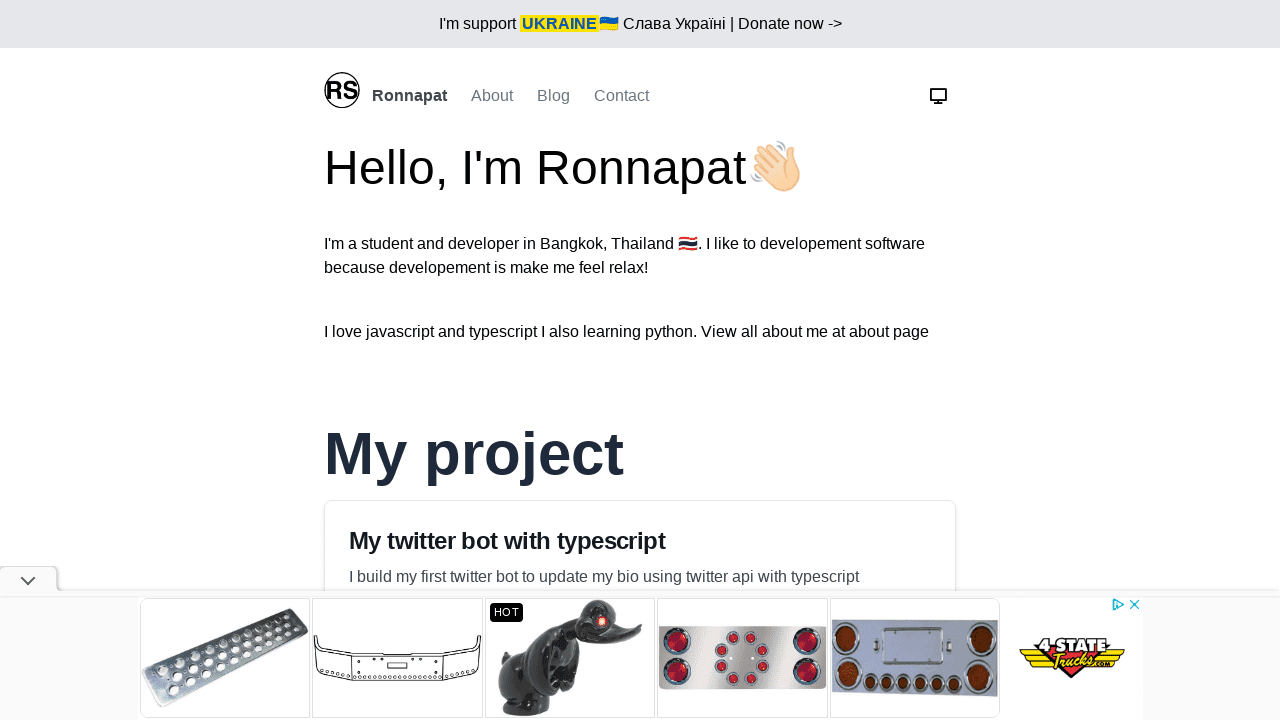 I'm support UKRAINE🇺🇦 Слава Україні | Donate now ->
RS Ronnapat About Blog Contact
Hello, I'm Ronnapat👋🏻
I'm a student and developer in Bangkok, Thailand 🇹🇭. I like to developement software
because developement is make me feel relax!
I love javascript and typescript I also learning python. View all about me at about page
My project
My twitter bot with typescript
I build my first twitter bot to update my bio using twitter api with typescript
HOT
4-STATE
Trucks.COM